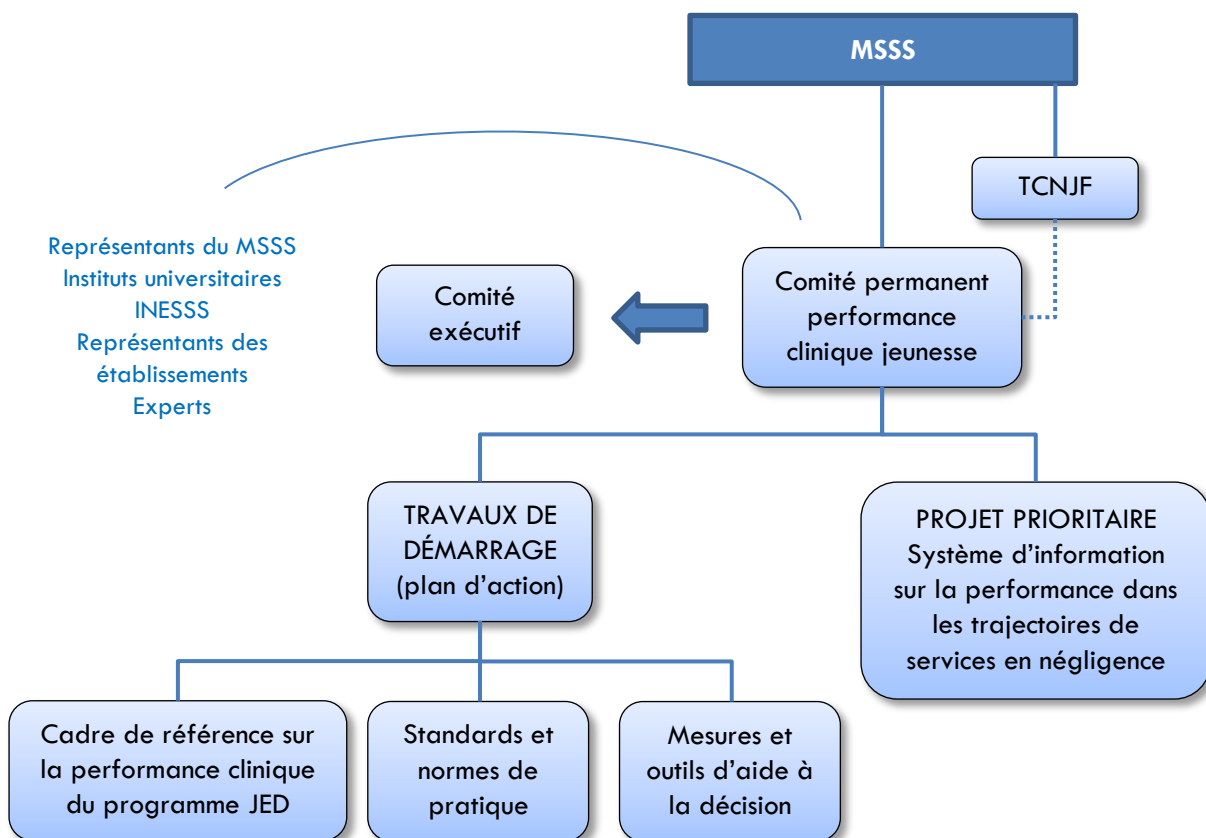 MSSS
TCNJF
Représentants du MSSS
Instituts universitaires
INESSS
Représentants des
établissements
Experts
Comité
exécutif
Comité permanent
performance
clinique jeunesse
TRAVAUX DE
DÉMARRAGE
(plan d'action)
PROJET PRIORITAIRE
Système d'information
sur la performance dans
les trajectoires de
services en négligence
Cadre de référence sur
la performance clinique
du programme JED
Standards et
normes de
pratique
Mesures et
outils d'aide à
la décision